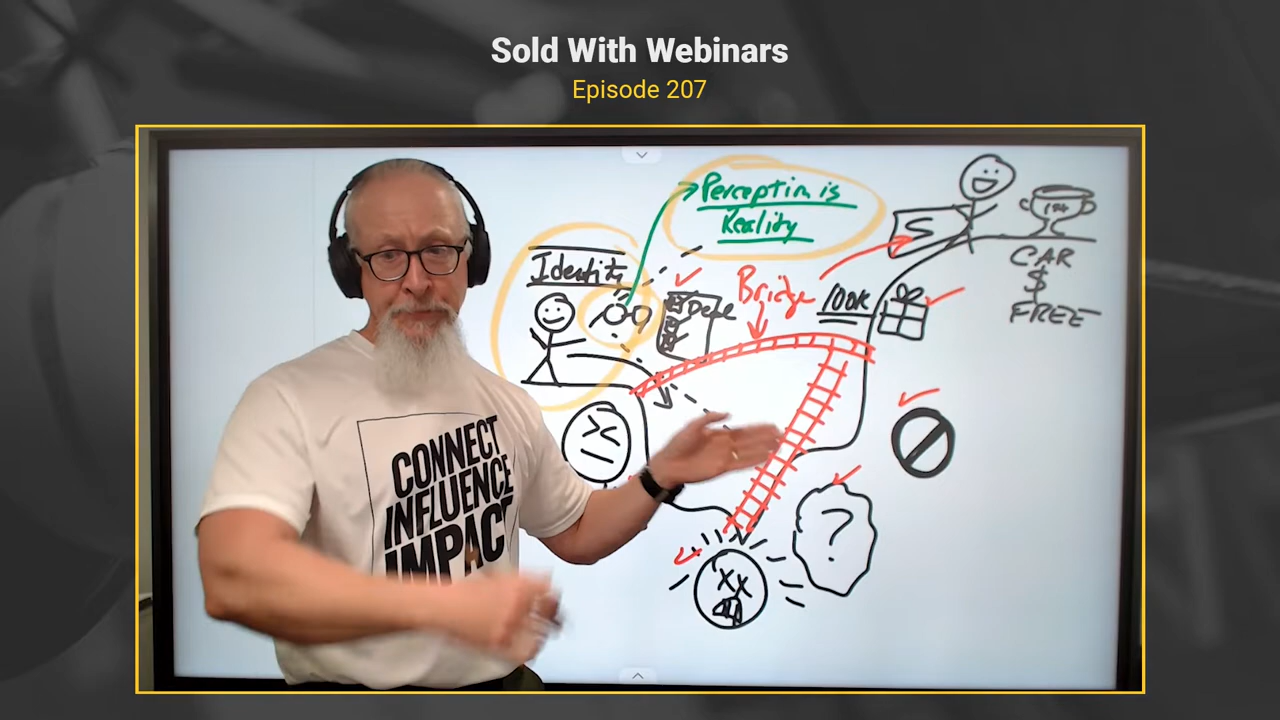 Sold With Webinars
Episode 207
Perceptin is
Reality
Identity
Bridge
100K
$
CAR
$
FREE
?
CONNECT
INFLUENCE
IMPACT